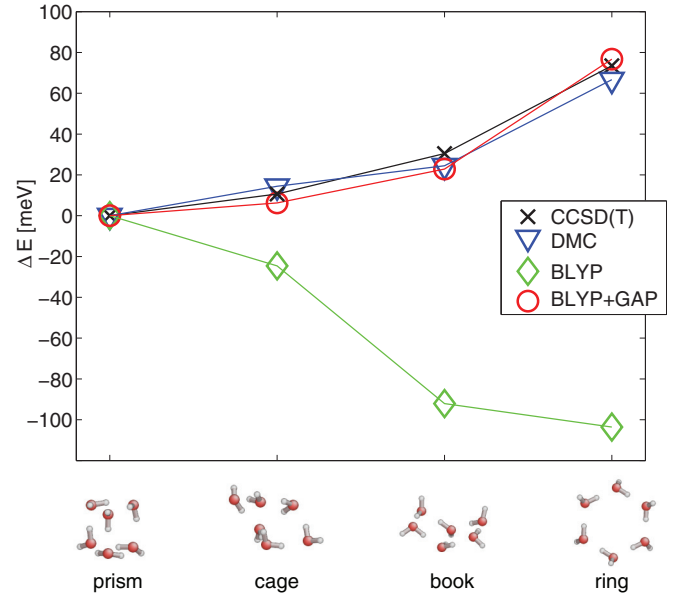 100
80
60
40
20
0
−20
−40
−60
−80
−100
Δ E [meV]
CCSD(T)
DMC
BLYP
BLYP+GAP
prism cage book ring